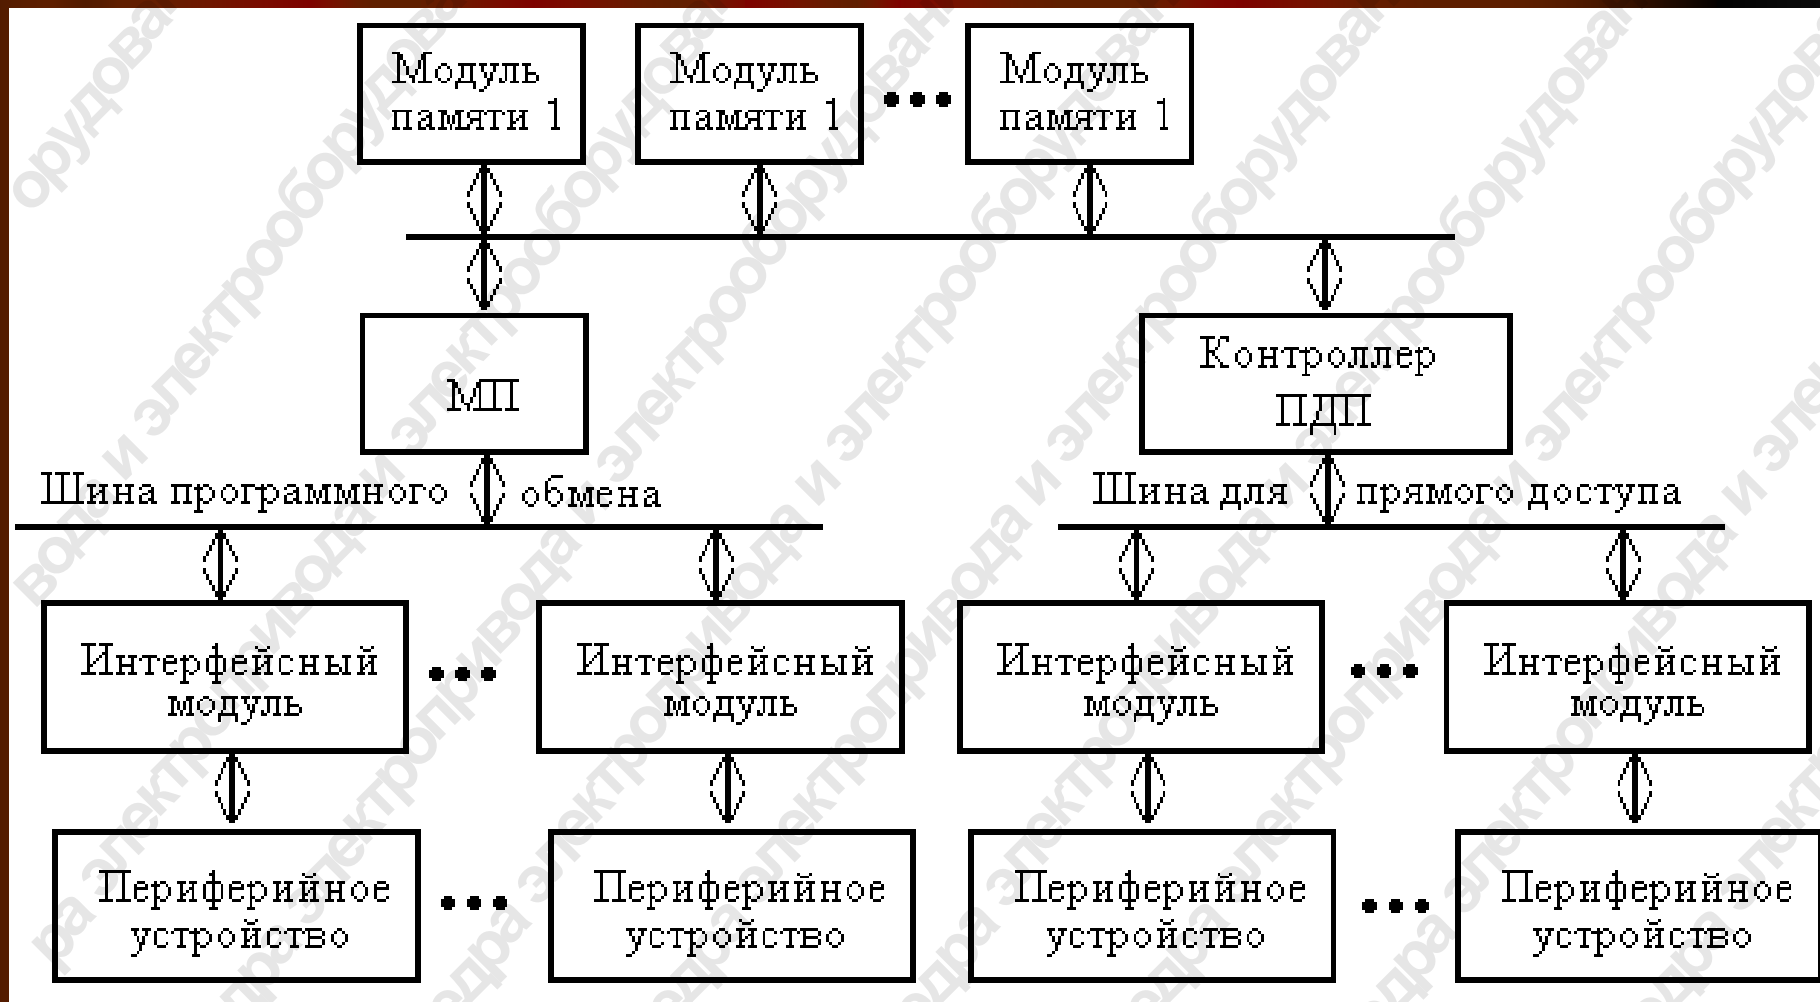 Модуль
памяти 1
Модуль
памяти 1
Модуль
памяти 1
МП
Контроллер
ПДП
Шина программного обмена
Шина для прямого доступа
Интерфейсный
модуль
Интерфейсный
модуль
Интерфейсный
модуль
Интерфейсный
модуль
Периферийное
устройство
Периферийное
устройство
Периферийное
устройство
Периферийное
устройство